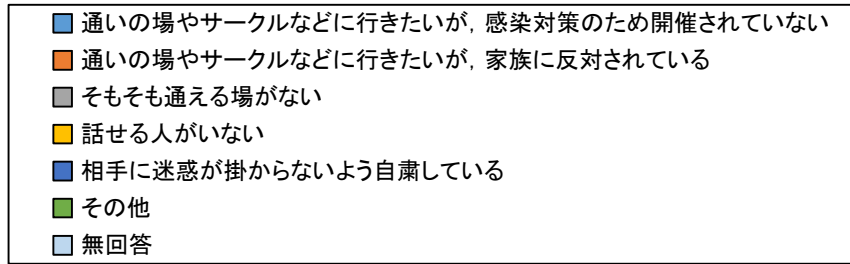 通いの場やサークルなどに行きたいが，感染対策のため開催されていない
通いの場やサークルなどに行きたいが，家族に反対されている
そもそも通える場がない
話せる人がいない
相手に迷惑が掛からないよう自粛している
その他
無回答